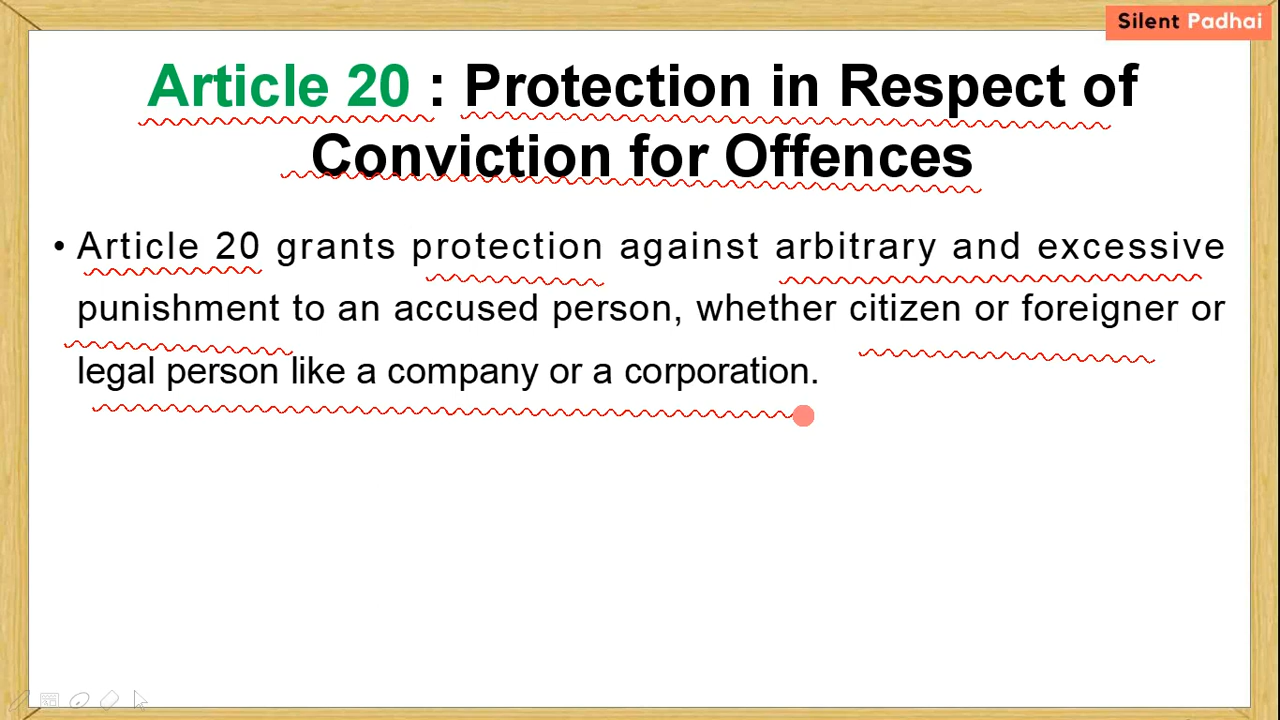 Silent Padhai
Article 20 : Protection in Respect of
Conviction for Offences
• Article 20 grants protection against arbitrary and excessive
punishment to an accused person, whether citizen or foreigner or
legal person like a company or a corporation.